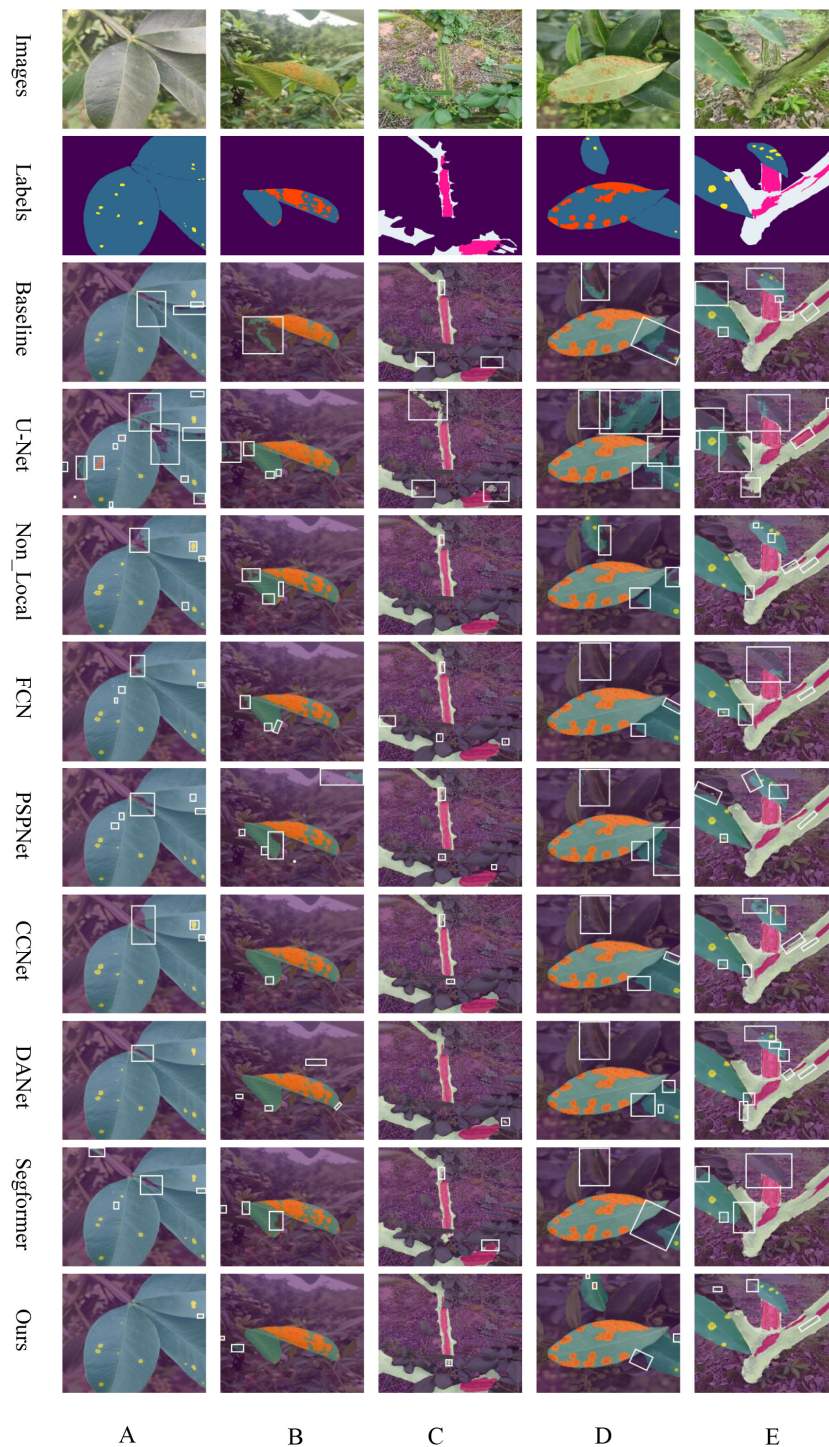 Images
Labels
Baseline
U-Net
Non_Local
FCN
PSPNet
CCNet
DANet
Segformer
Ours
A
B
C
D
E